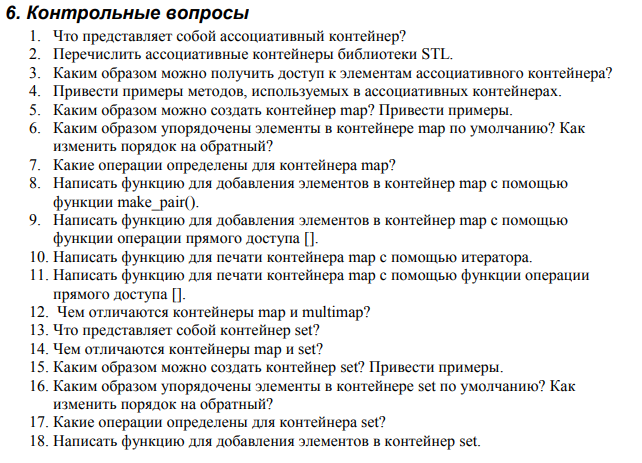 6. Контрольные вопросы
1. Что представляет собой ассоциативный контейнер?
2. Перечислить ассоциативные контейнеры библиотеки STL.
3. Каким образом можно получить доступ к элементам ассоциативного контейнера?
4. Привести примеры методов, используемых в ассоциативных контейнерах.
5. Каким образом можно создать контейнер map? Привести примеры.
6. Каким образом упорядочены элементы в контейнере map по умолчанию? Как
изменить порядок на обратный?
7. Какие операции определены для контейнера map?
8. Написать функцию для добавления элементов в контейнер map с помощью
функции make_pair().
9. Написать функцию для добавления элементов в контейнер map с помощью
функции операции прямого доступа [].
10. Написать функцию для печати контейнера map с помощью итератора.
11. Написать функцию для печати контейнера map с помощью функции операции
прямого доступа [].
12. Чем отличаются контейнеры map и multimap?
13. Что представляет собой контейнер set?
14. Чем отличаются контейнеры map и set?
15. Каким образом можно создать контейнер set? Привести примеры.
16. Каким образом упорядочены элементы в контейнере set по умолчанию? Как
изменить порядок на обратный?
17. Какие операции определены для контейнера set?
18. Написать функцию для добавления элементов в контейнер set.